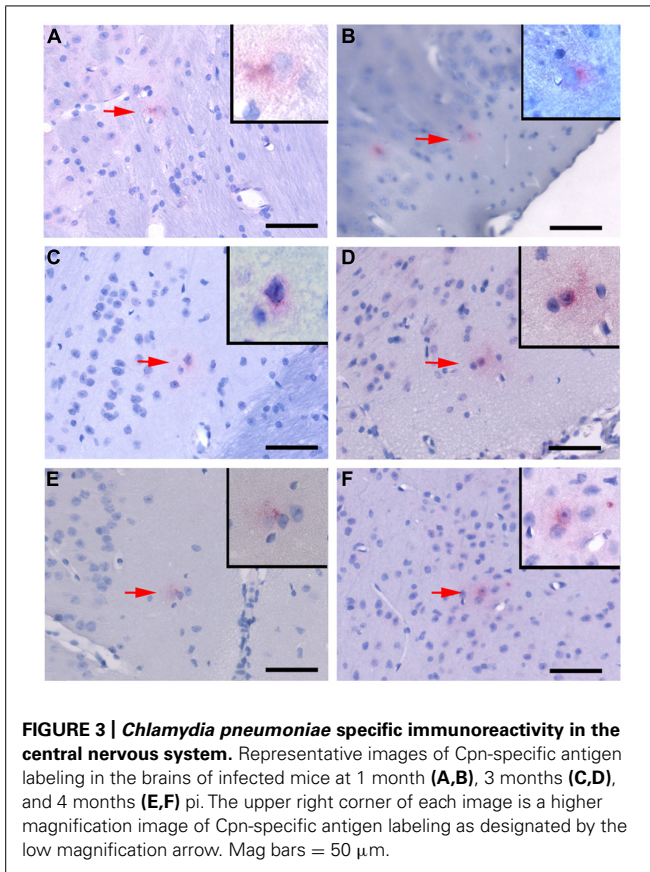 A
B
C
D
E
F
FIGURE 3 | Chlamydia pneumoniae specific immunoreactivity in the
central nervous system. Representative images of Cpn-specific antigen
labeling in the brains of infected mice at 1 month (A,B), 3 months (C,D),
and 4 months (E,F) pi. The upper right corner of each image is a higher
magnification image of Cpn-specific antigen labeling as designated by the
low magnification arrow. Mag bars = 50 μm.